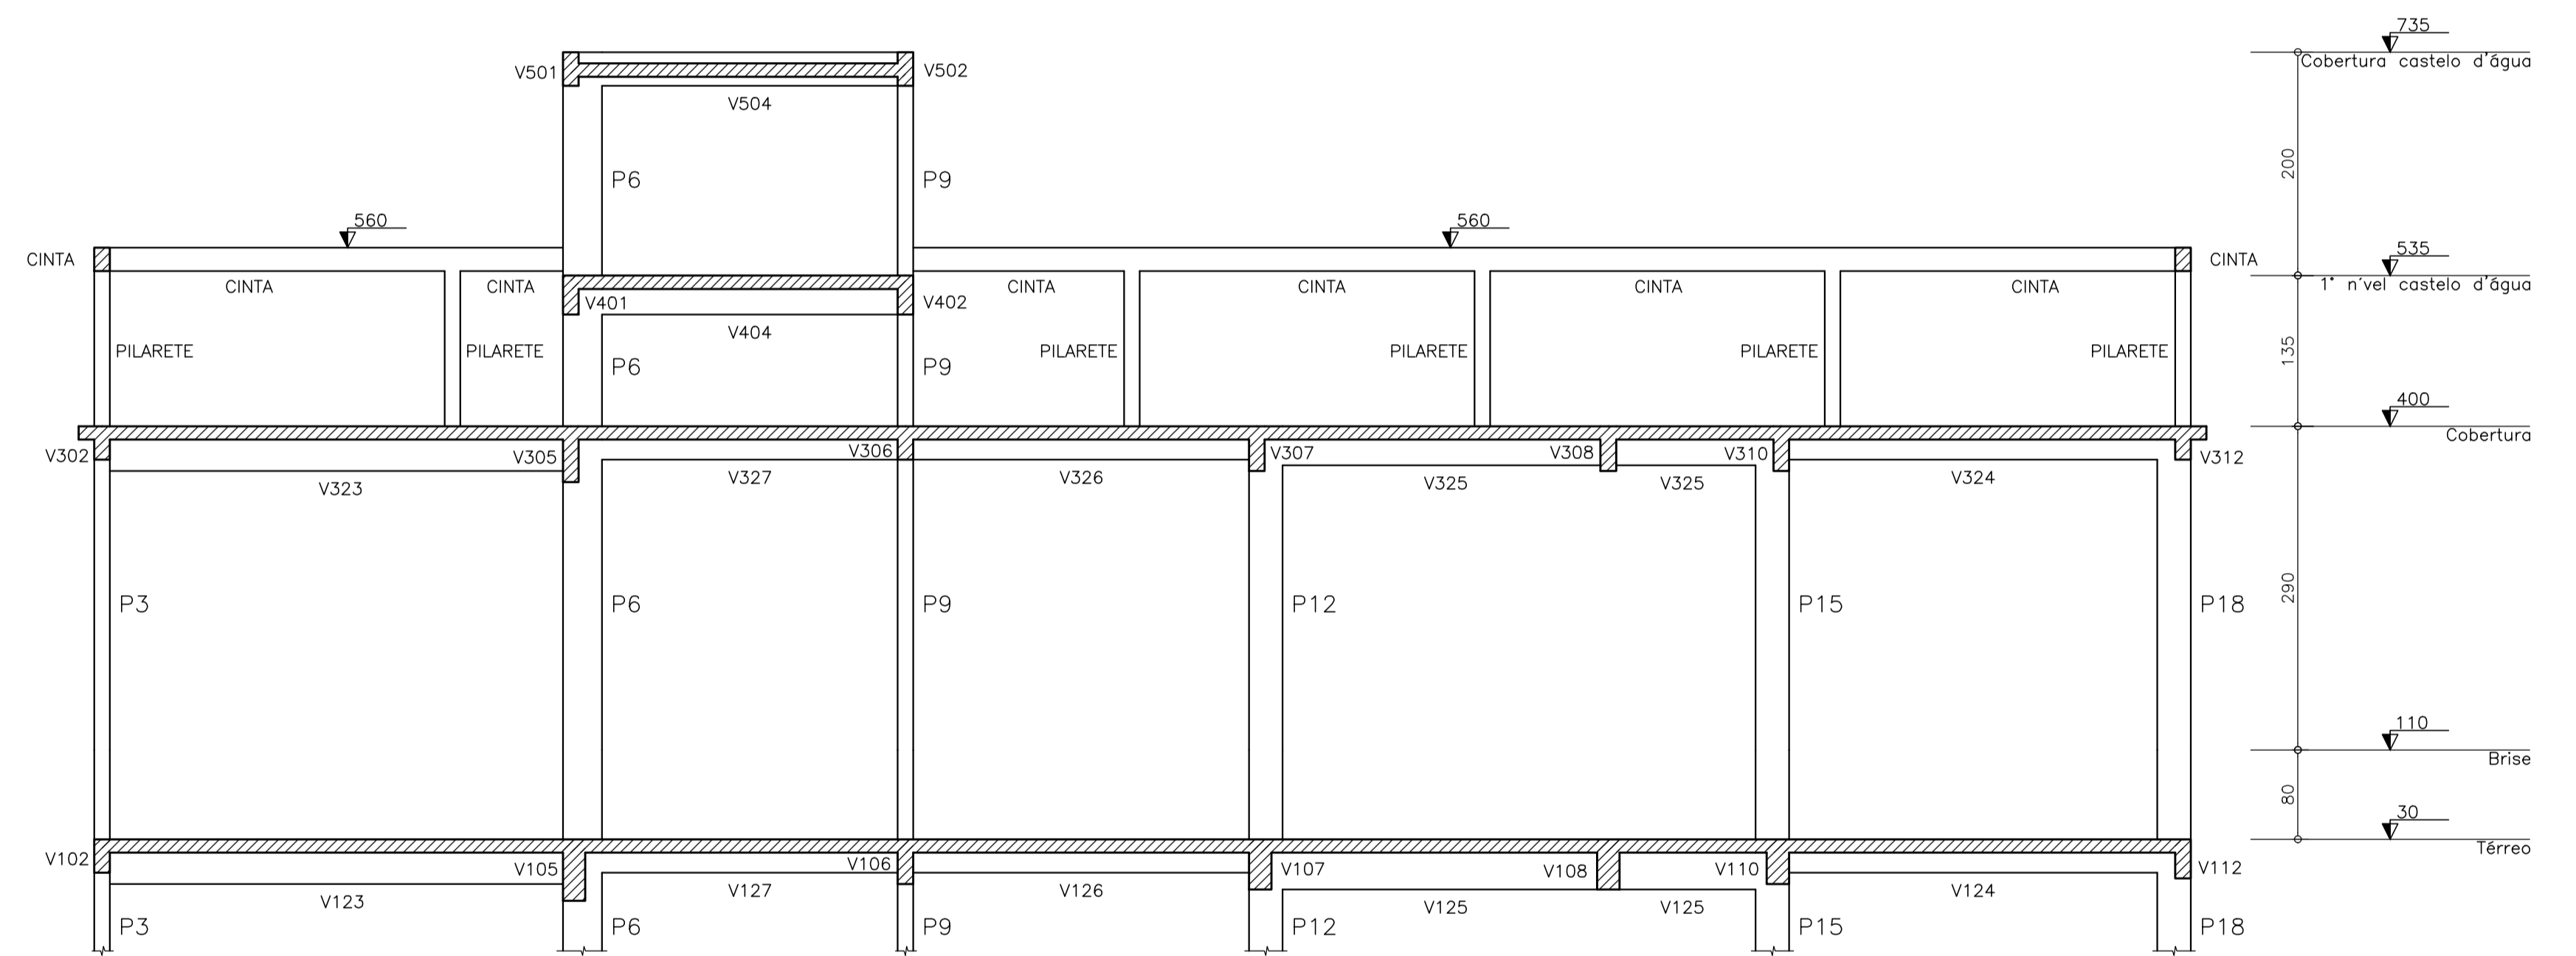 735
Cobertura castelo d'água
V501
V502
V504
200
P6
P9
560
560
CINTA
CINTA
535
1° n´vel castelo d'água
CINTA
CINTA
CINTA
CINTA
CINTA
CINTA
V401
V402
V404
PILARETE
PILARETE
PILARETE
PILARETE
PILARETE
PILARETE
135
P6
P9
400
Cobertura
V302
V305
V306
V307
V308
V310
V312
V323
V327
V326
V325
V325
V324
290
P3
P6
P9
P12
P15
P18
110
Brise
80
30
Térreo
V102
V105
V106
V107
V108
V110
V112
V123
V127
V126
V125
V125
V124
P3
P6
P9
P12
P15
P18